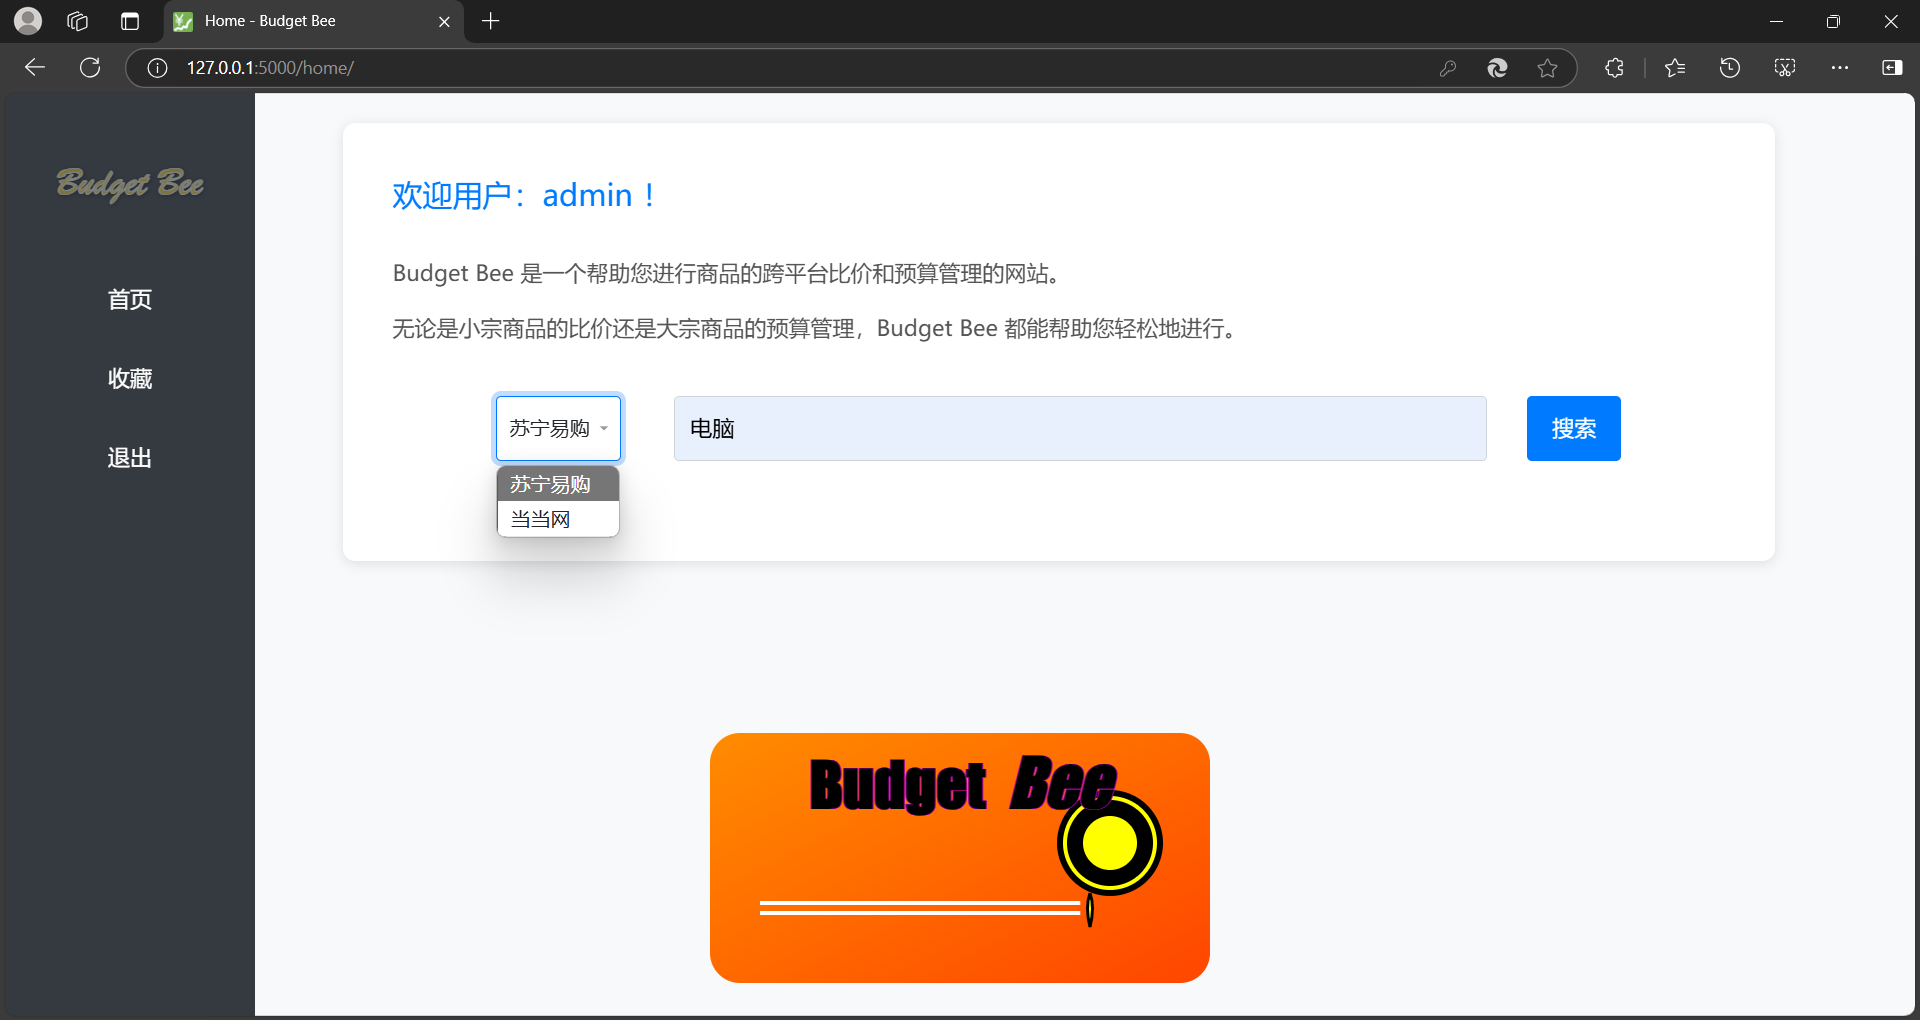 Home - Budget Bee
127.0.0.1:5000/home/
Budget Bee
首页
收藏
退出
欢迎用户：admin！
Budget Bee 是一个帮助您进行商品的跨平台比价和预算管理的网站。
无论是小宗商品的比价还是大宗商品的预算管理，Budget Bee 都能帮助您轻松地进行。
苏宁易购
电脑
搜索
苏宁易购
当当网
Budget Bee